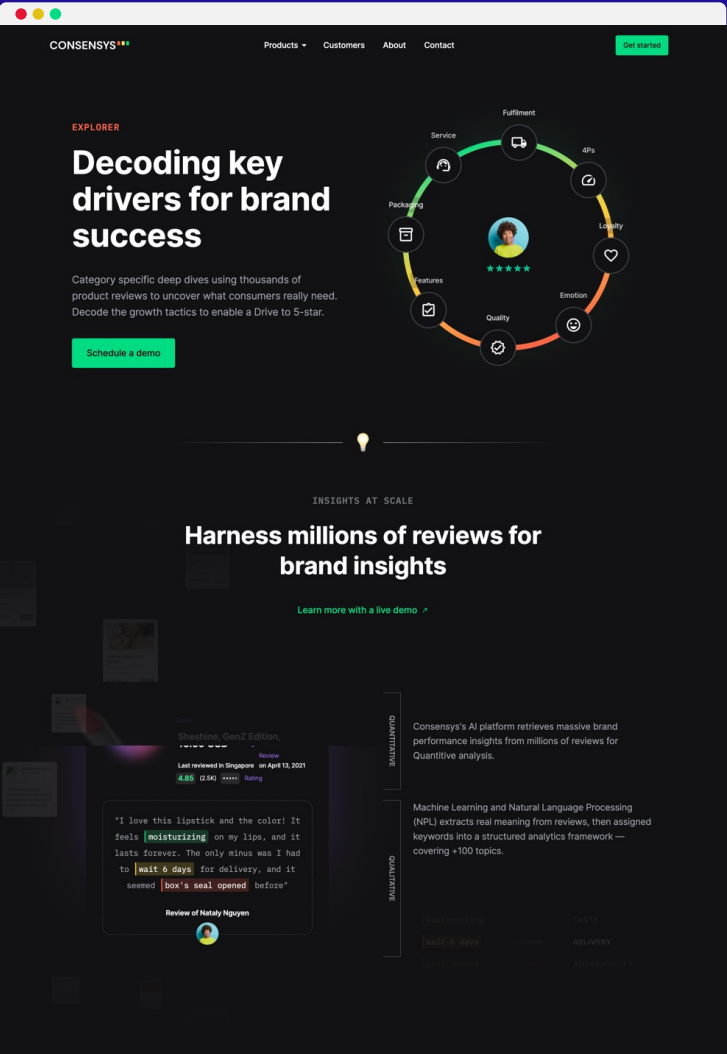 CONSENSYS
Products
Customers
About
Contact
Get started
EXPLORER
Decoding key
drivers for brand
success
Category specific deep dives using thousands of
product reviews to uncover what consumers really need.
Decode the growth tactics to enable a Drive to 5-star.
Schedule a demo
Fulfilment
Service
4Ps
Packaging
Loyalty
Features
Emotion
Quality
INSIGHTS AT SCALE
Harness millions of reviews for
brand insights
Learn more with a live demo ↗
Sheshine, GenZ Edition,
Review
Last reviewed in Singapore on April 13, 2021
4.85 (2.5K) Rating
"I love this lipstick and the color! It
feels moisturizing on my lips, and it
lasts forever. The only minus was I had
to wait 6 days for delivery, and it
seemed box's seal opened before"
Review of Nataly Nguyen
QUANTITATIVE
Consensys's AI platform retrieves massive brand
performance insights from millions of reviews for
Quantitive analysis.
QUALITATIVE
Machine Learning and Natural Language Processing
(NPL) extracts real meaning from reviews, then assigned
keywords into a structured analytics framework —
covering +100 topics.
wait 6 days
DELIVERY